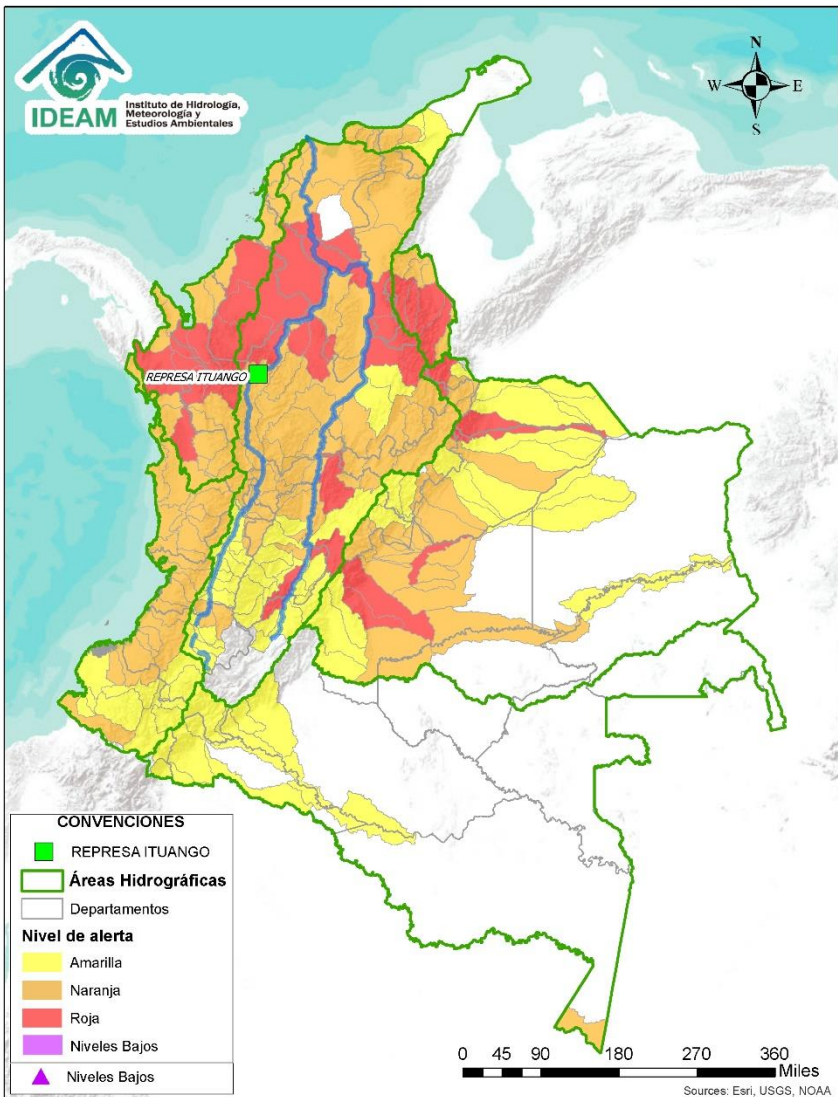 IDEAM
Instituto de Hidrología,
Meteorología y
Estudios Ambientales
N
W
E
S
REPRESA ITUANGO
CONVENCIONES
REPRESA ITUANGO
Áreas Hidrográficas
Departamentos
Nivel de alerta
Amarilla
Naranja
Roja
Niveles Bajos
Niveles Bajos
0 45 90 180 270 360
Miles
Sources: Esri, USGS, NOAA